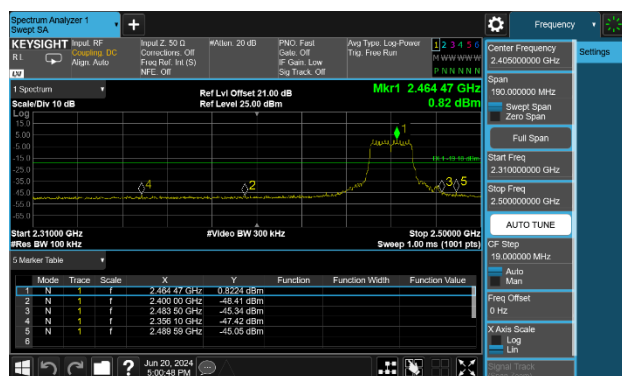 Spectrum Analyzer 1
Swept SA
+
Frequency
KEYSIGHT
R L
Input: RF
Coupling: DC
Align: Auto
Input Z: 50 Ω
Corrections: Off
Freq Ref: Int (S)
NFE: Off
#Atten: 20 dB
PNO: Fast
Gate: Off
IF Gain: Low
Sig Track: Off
Avg Type: Log-Power
Trig: Free Run
1 2 3 4 5 6
M W W W W W
P N N N N N
LXI
1 Spectrum
Scale/Div 10 dB
Ref Lvl Offset 21.00 dB
Ref Level 25.00 dBm
Mkr1 2.464 47 GHz
0.82 dBm
Log
15.0
5.00
-5.00
-15.0
-25.0
-35.0
-45.0
-55.0
-65.0
1
4
2
3
5
Start 2.31000 GHz
#Res BW 100 kHz
#Video BW 300 kHz
Stop 2.50000 GHz
Sweep 1.00 ms (1001 pts)
5 Marker Table
Mode Trace Scale X Y Function Function Width Function Value
1 N 1 f 2.464 47 GHz 0.8224 dBm
2 N 1 f 2.400 00 GHz -48.41 dBm
3 N 1 f 2.483 50 GHz -45.34 dBm
4 N 1 f 2.356 10 GHz -47.42 dBm
5 N 1 f 2.489 59 GHz -45.05 dBm
6
?
Jun 20, 2024
5:00:48 PM
Center Frequency
2.405000000 GHz
Settings
Span
190.000000 MHz
Swept Span
Zero Span
Full Span
Start Freq
2.310000000 GHz
Stop Freq
2.500000000 GHz
AUTO TUNE
CF Step
19.000000 MHz
Auto
Man
Freq Offset
0 Hz
X Axis Scale
Log
Lin
Signal Track